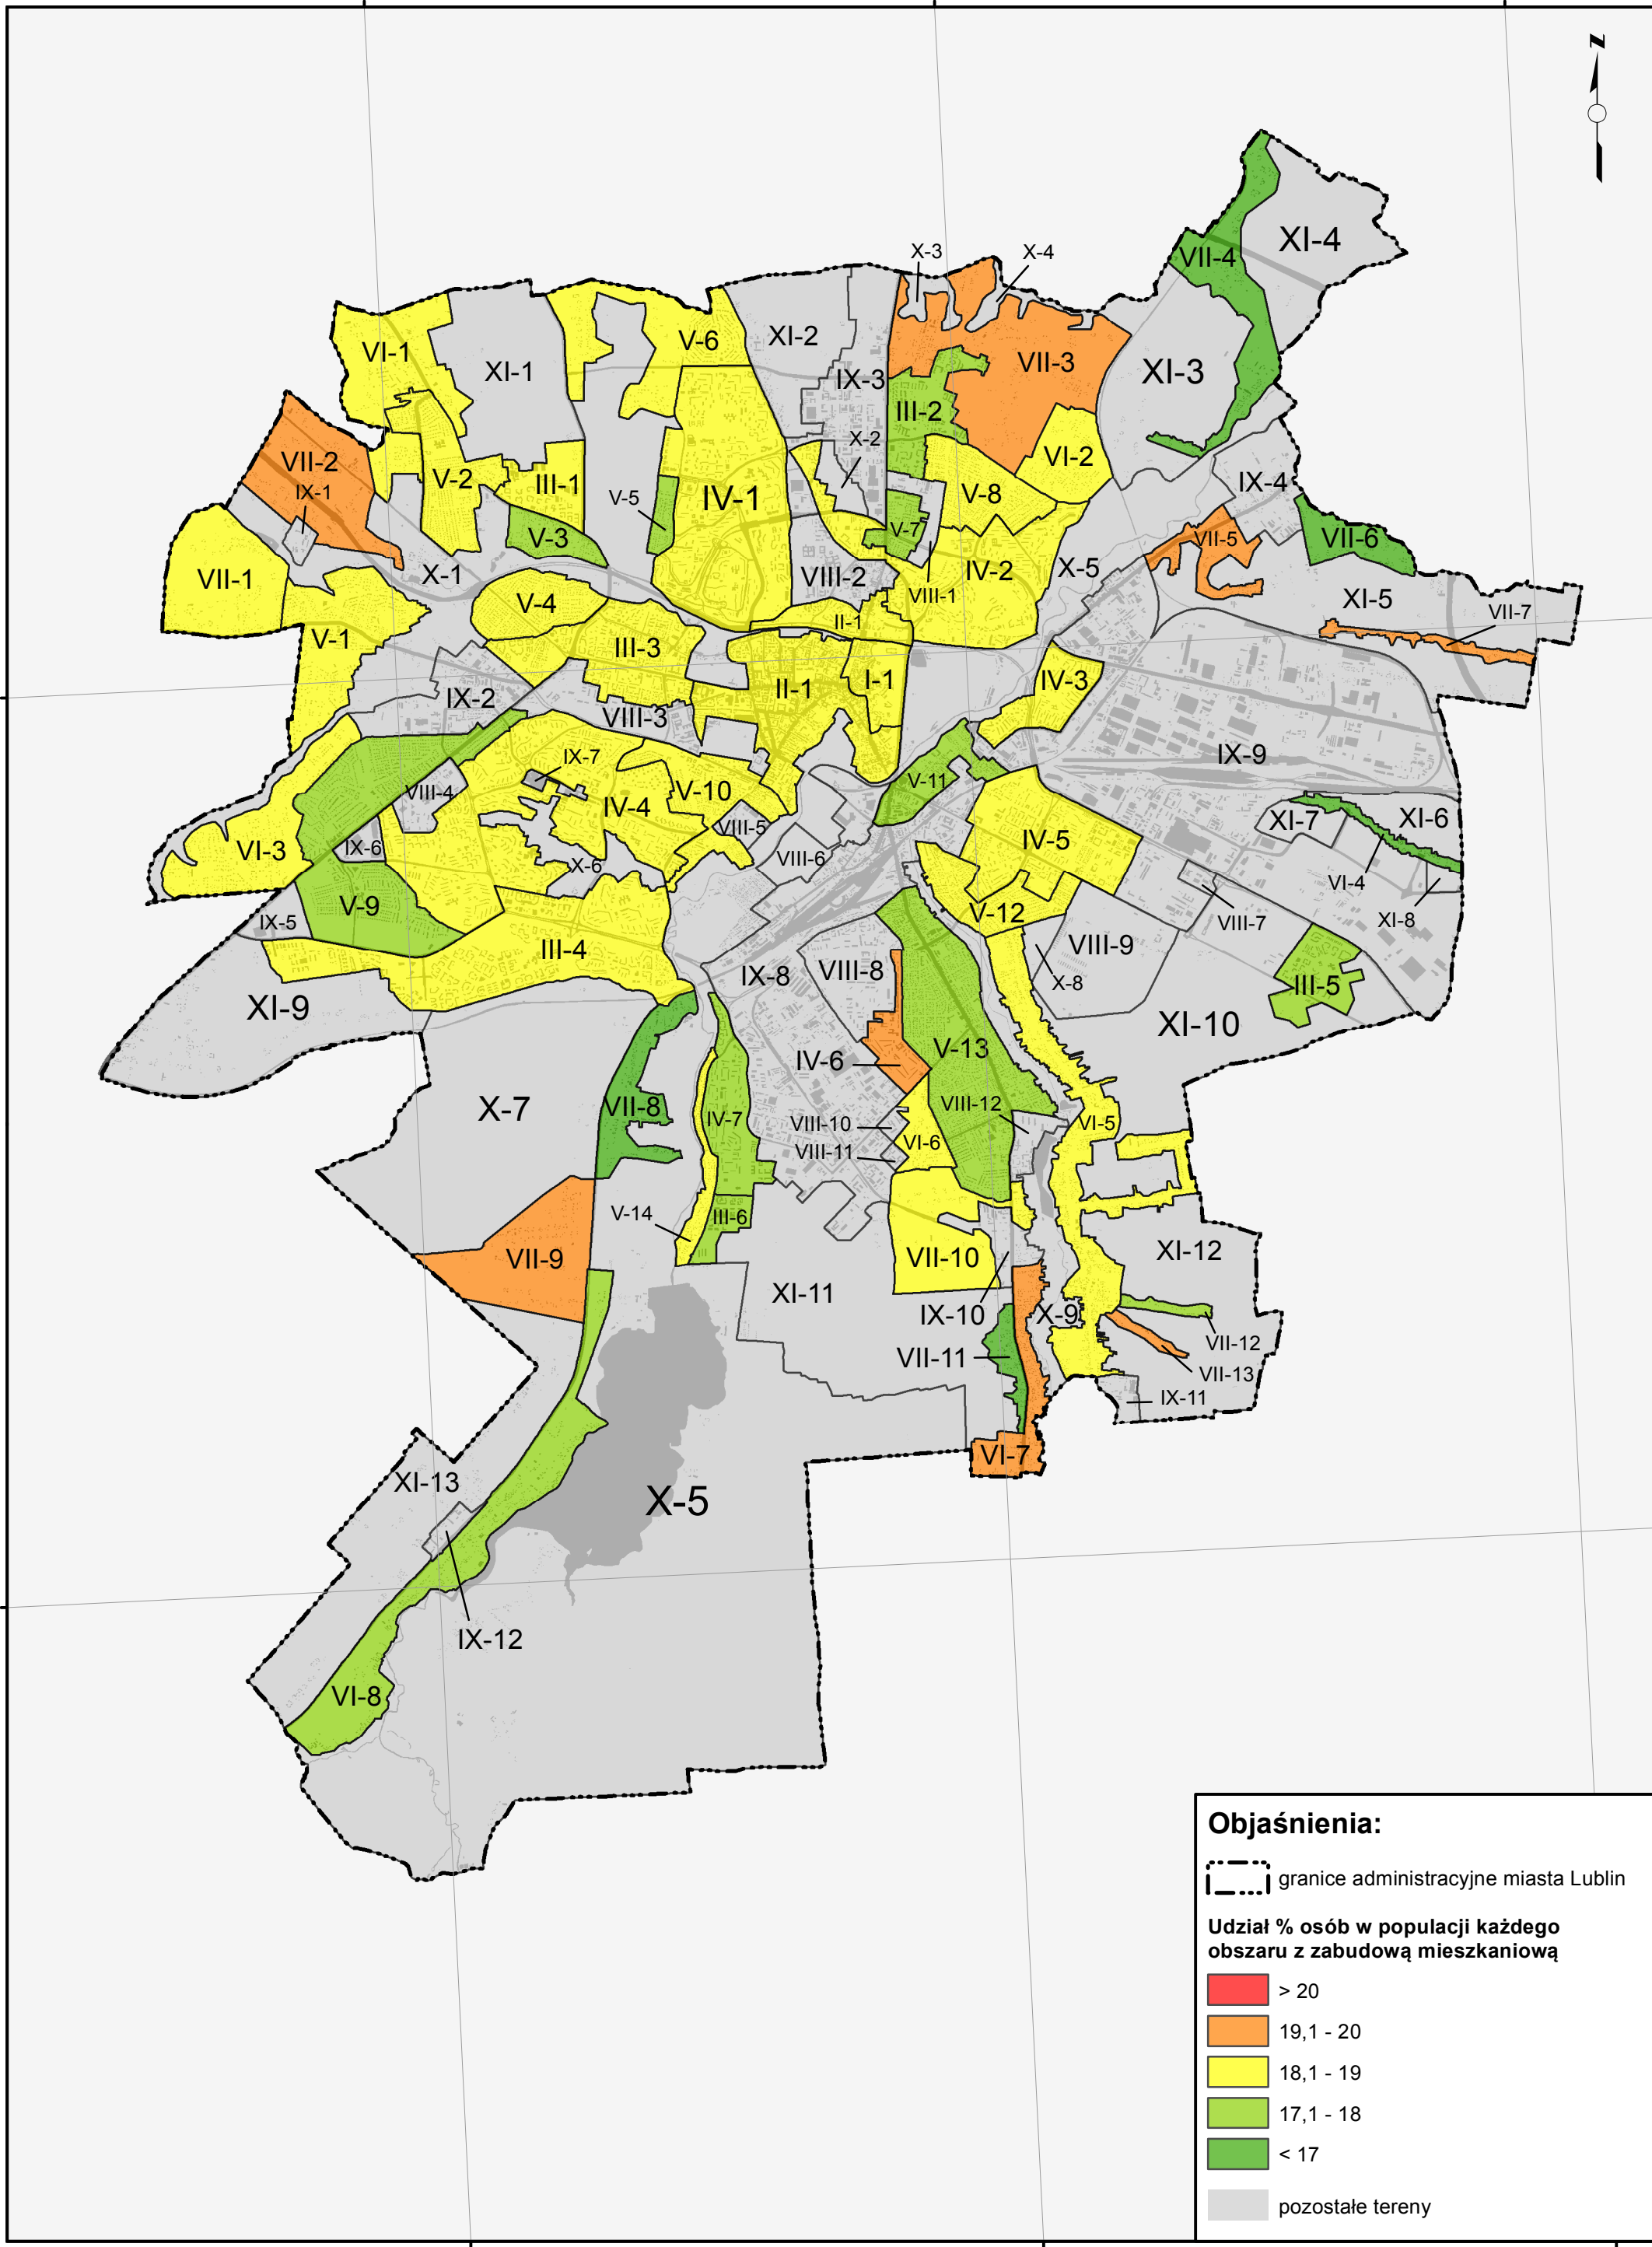 N
XI-4
VII-4
X-3
X-4
XI-2
V-6
VI-1
XI-1
VII-3
XI-3
IX-3
III-2
X-2
VI-2
VII-2
V-2
III-1
IX-1
V-5
IV-1
V-8
IX-4
V-7
V-3
VII-5
VII-6
VII-1
X-1
VIII-2
IV-2
X-5
VIII-1
V-4
XI-5
VII-7
II-1
V-1
III-3
II-1
I-1
IV-3
IX-2
VIII-3
IX-7
IX-9
VIII-4
IV-4
V-10
V-11
VIII-5
XI-7
XI-6
VI-3
IX-6
X-6
VIII-6
IV-5
VI-4
V-9
V-12
VIII-7
XI-8
IX-5
III-4
VIII-9
IX-8
VIII-8
X-8
III-5
XI-9
XI-10
V-13
IV-6
X-7
VII-8
IV-7
VIII-12
VIII-10
VIII-11
VI-6
VI-5
V-14
III-6
VII-9
VII-10
XI-12
XI-11
IX-10
X-9
VII-12
VII-11
VII-13
IX-11
VI-7
XI-13
X-5
IX-12
VI-8
Objaśnienia:
granice administracyjne miasta Lublin
Udział % osób w populacji każdego
obszaru z zabudową mieszkaniową
> 20
19,1 - 20
18,1 - 19
17,1 - 18
< 17
pozostałe tereny